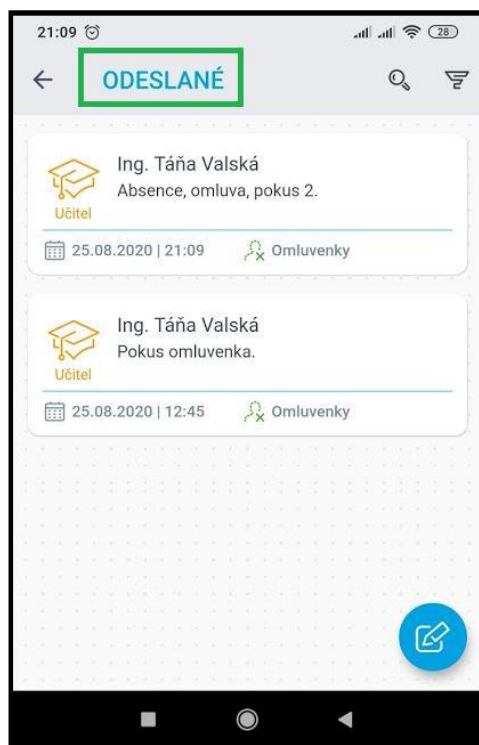 21:09 28
ODESLANÉ
Ing. Táňa Valská
Absence, omluva, pokus 2.
Učitel
25.08.2020 | 21:09 Omluvenky
Ing. Táňa Valská
Pokus omluvenka.
Učitel
25.08.2020 | 12:45 Omluvenky